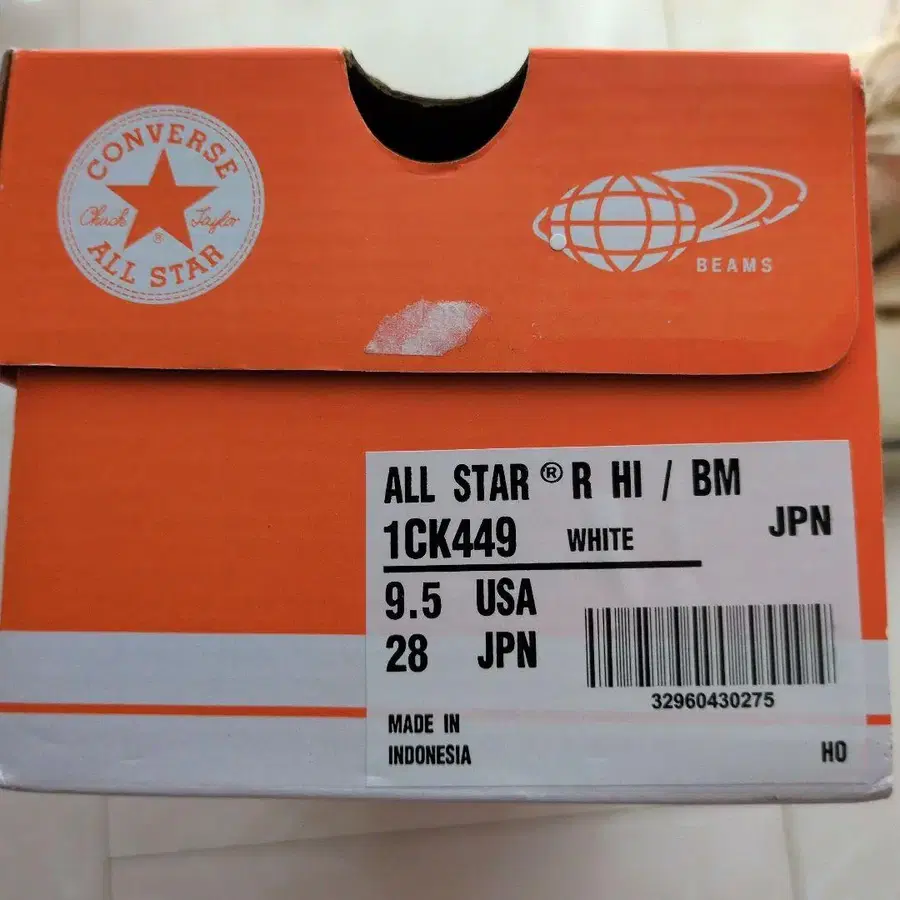 CONVERSE
Chuck Taylor
®
ALL STAR
BEAMS
ALL STAR ® R HI / BM
1CK449 WHITE JPN
9.5 USA
28 JPN
32960430275
MADE IN
INDONESIA
HO